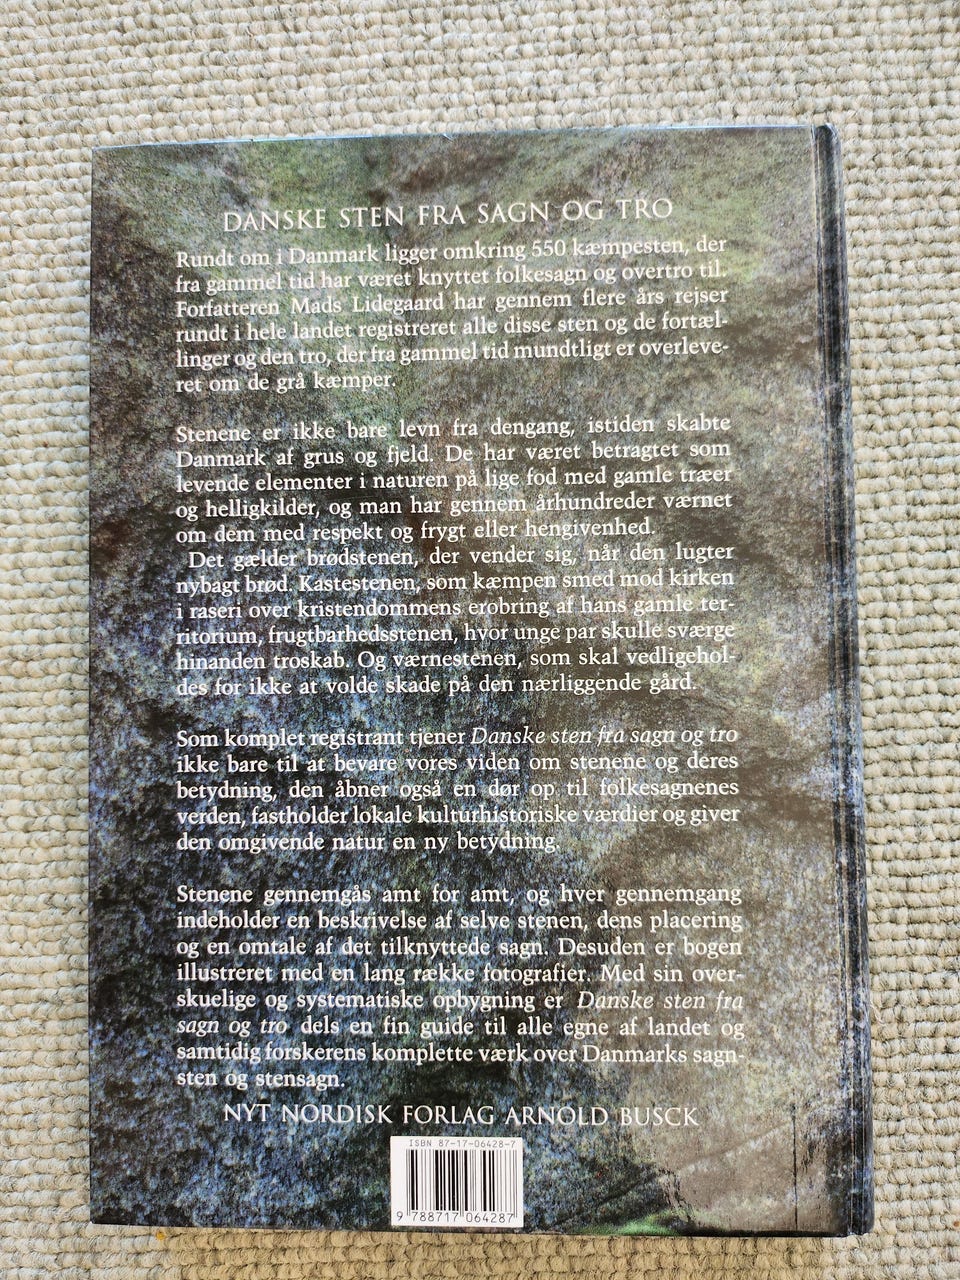 DANSKE STEN FRA SAGN OG TRO
Rundt om i Danmark ligger omkring 550 kæmpesten, der
fra gammel tid har været knyttet folkesagn og overtro til.
Forfatteren Mads Lidegaard har gennem flere års rejser
rundt i hele landet registreret alle disse sten og de fortæl-
linger og den tro, der fra gammel tid mundtligt er overleve-
ret om de grå kæmper.
Stenene er ikke bare levn fra dengang, istiden skabte
Danmark af grus og fjeld. De har været betragtet som
levende elementer i naturen på lige fod med gamle træer
og helligkilder, og man har gennem århundreder værnet
om dem med respekt og frygt eller hengivenhed.
Det gælder brødstenen, der vender sig, når den lugter
nybagt brød. Kastestenen, som kæmpen smed mod kirken
i raseri over kristendommens erobring af hans gamle ter-
ritorium, frugtbarhedsstenen, hvor unge par skulle sværge
hinanden troskab. Og værnestenen, som skal vedligehol-
des for ikke at volde skade på den nærliggende gård.
Som komplet registrant tjener Danske sten fra sagn og tro
ikke bare til at bevare vores viden om stenene og deres
betydning, den åbner også en dør op til folkesagnenes
verden, fastholder lokale kulturhistoriske værdier og giver
den omgivende natur en ny betydning.
Stenene gennemgås amt for amt, og hver gennemgang
indeholder en beskrivelse af selve stenen, dens placering
og en omtale af det tilknyttede sagn. Desuden er bogen
illustreret med en lang række fotografier. Med sin over-
skuelige og systematiske opbygning er Danske sten fra
sagn og tro dels en fin guide til alle egne af landet og
samtidig forskerens komplette værk over Danmarks sagn-
sten og stensagn.
NYT NORDISK FORLAG ARNOLD BUSCK
ISBN 87-17-06428-7
9 788717 064287